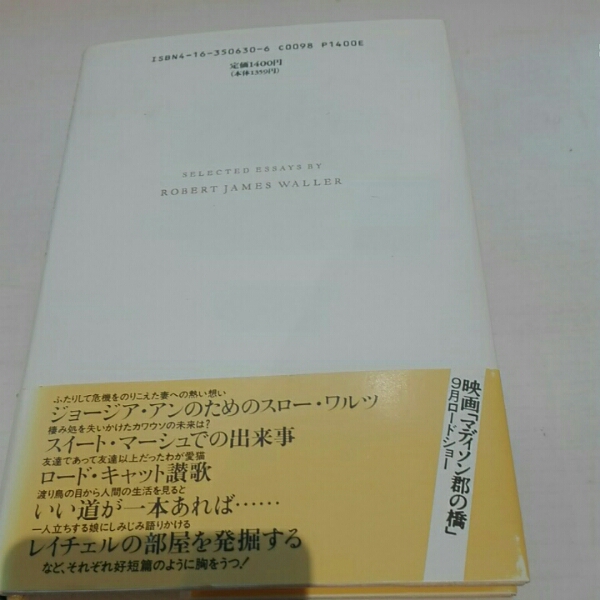 ISBN4-16-350630-6 C0098 P1400E
定価1400円
(本体1359円)
SELECTED ESSAYS BY
ROBERT JAMES WALLER
ふたりして危機をのりこえた妻への熱い想い
ジョージア・アンのためのスロー・ワルツ
棲み処を失いかけたカワウソの未来は?
スイート・マーシュでの出来事
友達であって友達以上だったわが愛猫
ロード・キャット讃歌
渡り鳥の目から人間の生活を見ると
いい道が一本あれば……
一人立ちする娘にしみじみ語りかける
レイチェルの部屋を発掘する
など、それぞれ好短篇のように胸をうつ!
映画「マディソン郡の橋」
9月ロードショー